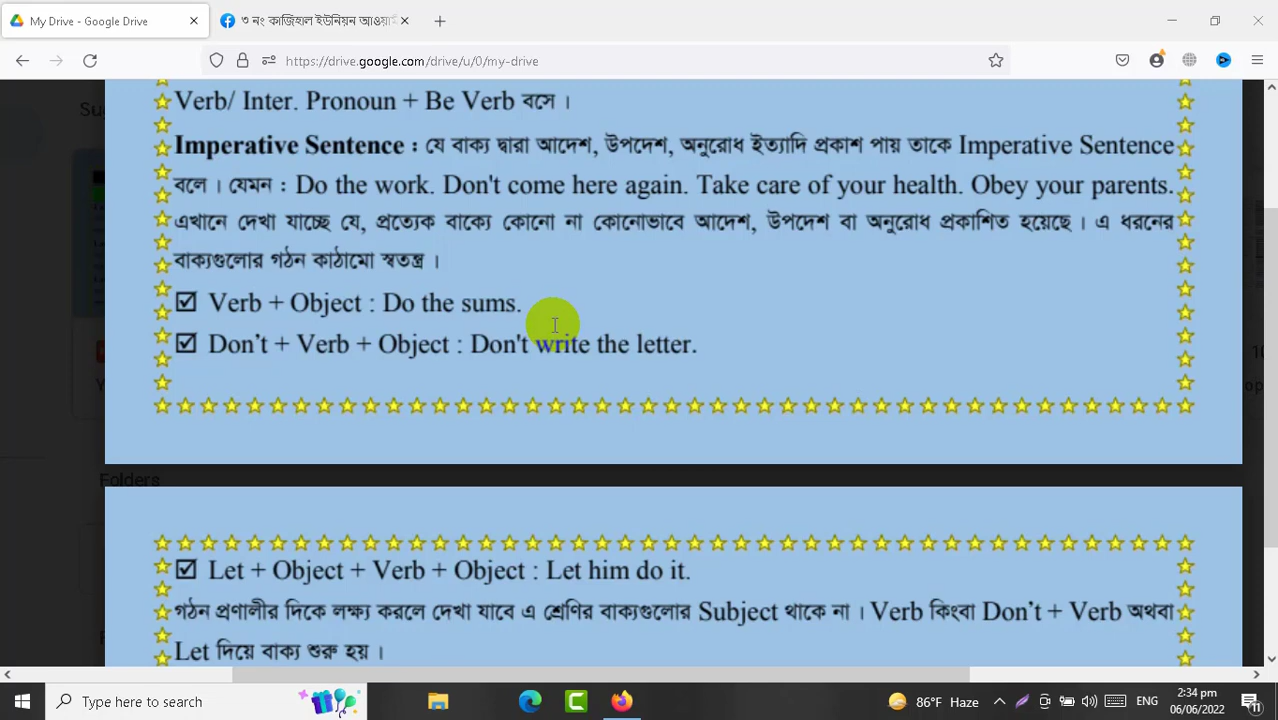 My Drive - Google Drive
৩ নং কাজিহাল ইউনিয়ন আওয়া
https://drive.google.com/drive/u/0/my-drive
Verb/ Inter. Pronoun + Be Verb বসে ।
Imperative Sentence : যে বাক্য দ্বারা আদেশ, উপদেশ, অনুরোধ ইত্যাদি প্রকাশ পায় তাকে Imperative Sentence
বলে । যেমন : Do the work. Don't come here again. Take care of your health. Obey your parents.
এখানে দেখা যাচ্ছে যে, প্রত্যেক বাক্যে কোনো না কোনোভাবে আদেশ, উপদেশ বা অনুরোধ প্রকাশিত হয়েছে । এ ধরনের
বাক্যগুলোর গঠন কাঠামো স্বতন্ত্র ।
☑ Verb + Object : Do the sums.
☑ Don’t + Verb + Object : Don't write the letter.
Folders
☑ Let + Object + Verb + Object : Let him do it.
গঠন প্রণালীর দিকে লক্ষ্য করলে দেখা যাবে এ শ্রেণির বাক্যগুলোর Subject থাকে না । Verb কিংবা Don’t + Verb অথবা
Let দিয়ে বাক্য শুরু হয় ।
Type here to search
86°F Haze
ENG
2:34 pm
06/06/2022
11